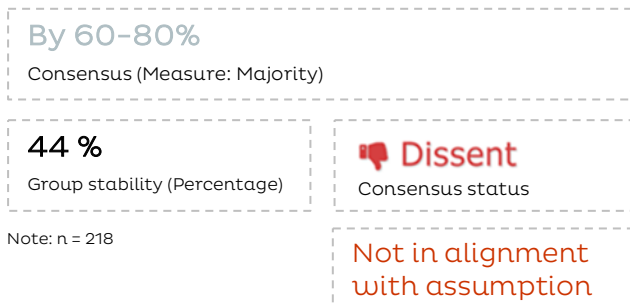 By 60-80%
Consensus (Measure: Majority)
44 %
Group stability (Percentage)
Dissent
Consensus status
Note: n = 218
Not in alignment
with assumption